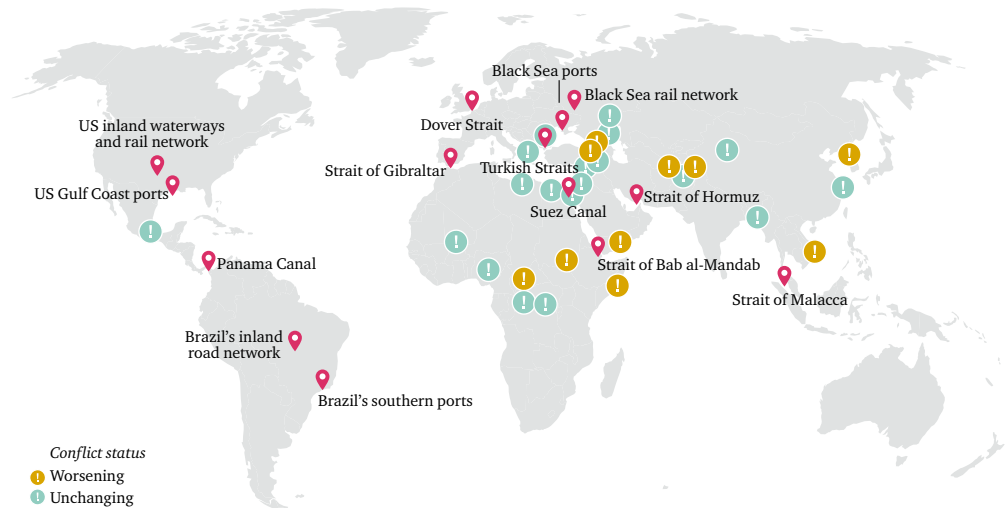 Black Sea ports
Black Sea rail network
US inland waterways
and rail network
Dover Strait
Strait of Gibraltar
Turkish Straits
US Gulf Coast ports
Strait of Hormuz
Suez Canal
Panama Canal
Strait of Bab al-Mandab
Strait of Malacca
Brazil’s inland
road network
Brazil’s southern ports
Conflict status
Worsening
Unchanging